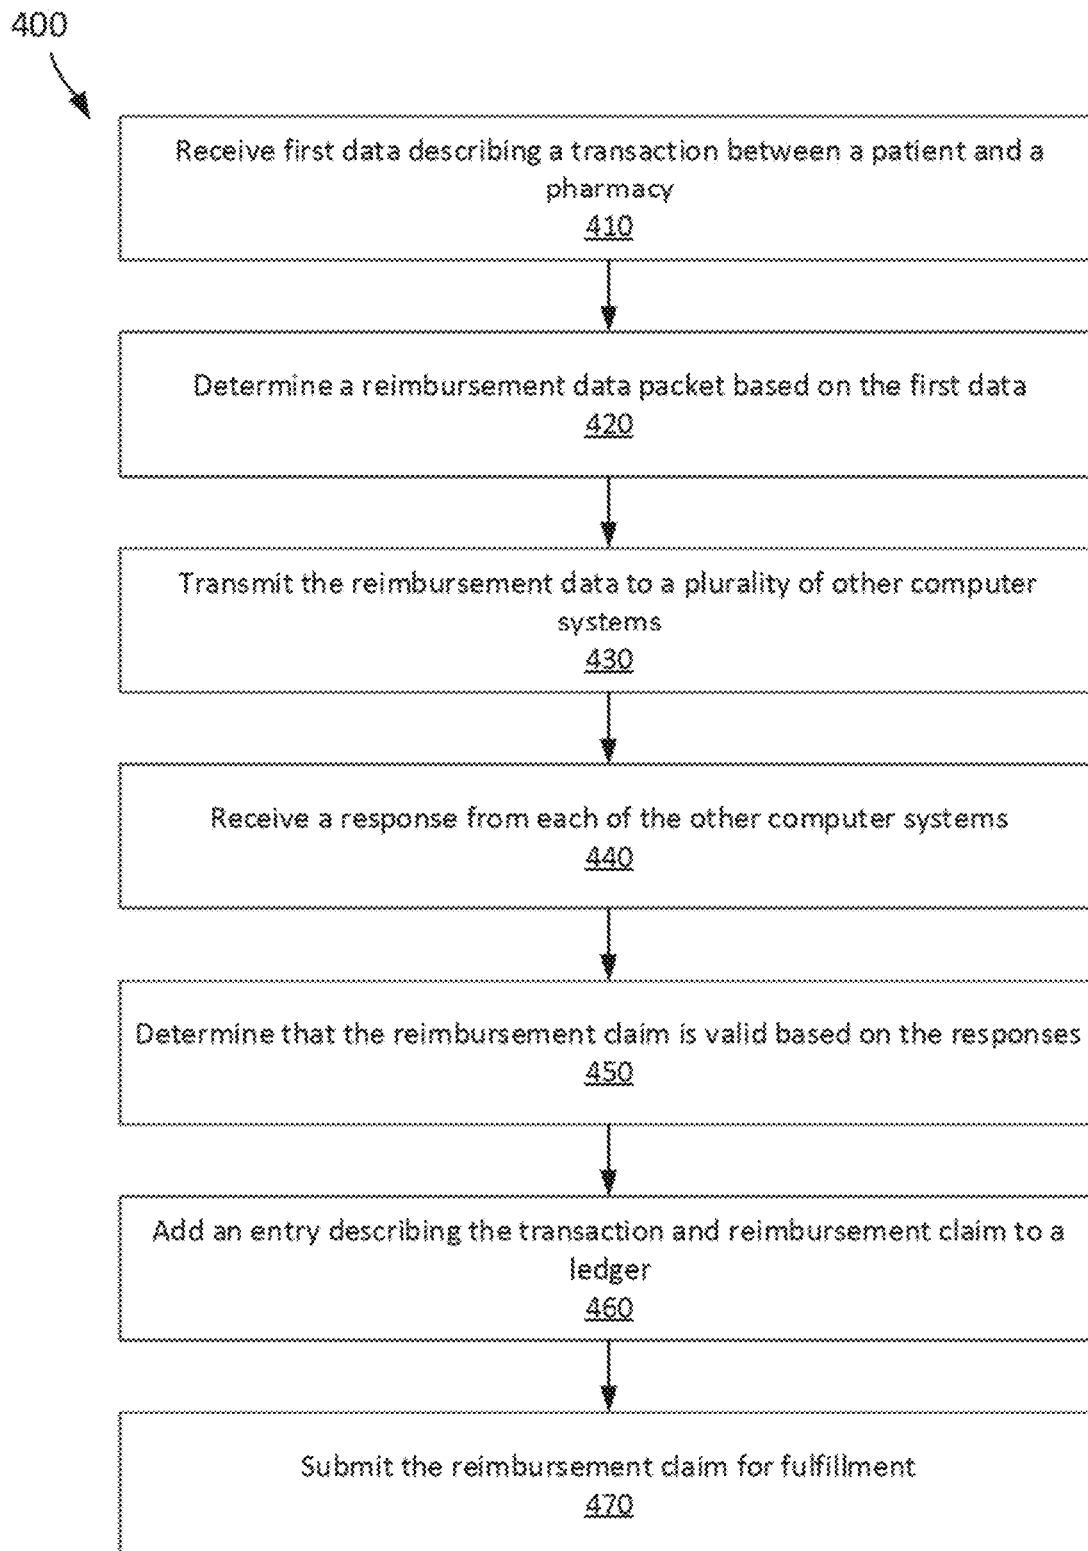 400
Receive first data describing a transaction between a patient and a
pharmacy
410
Determine a reimbursement data packet based on the first data
420
Transmit the reimbursement data to a plurality of other computer
systems
430
Receive a response from each of the other computer systems
440
Determine that the reimbursement claim is valid based on the responses
450
Add an entry describing the transaction and reimbursement claim to a
ledger
460
Submit the reimbursement claim for fulfillment
470